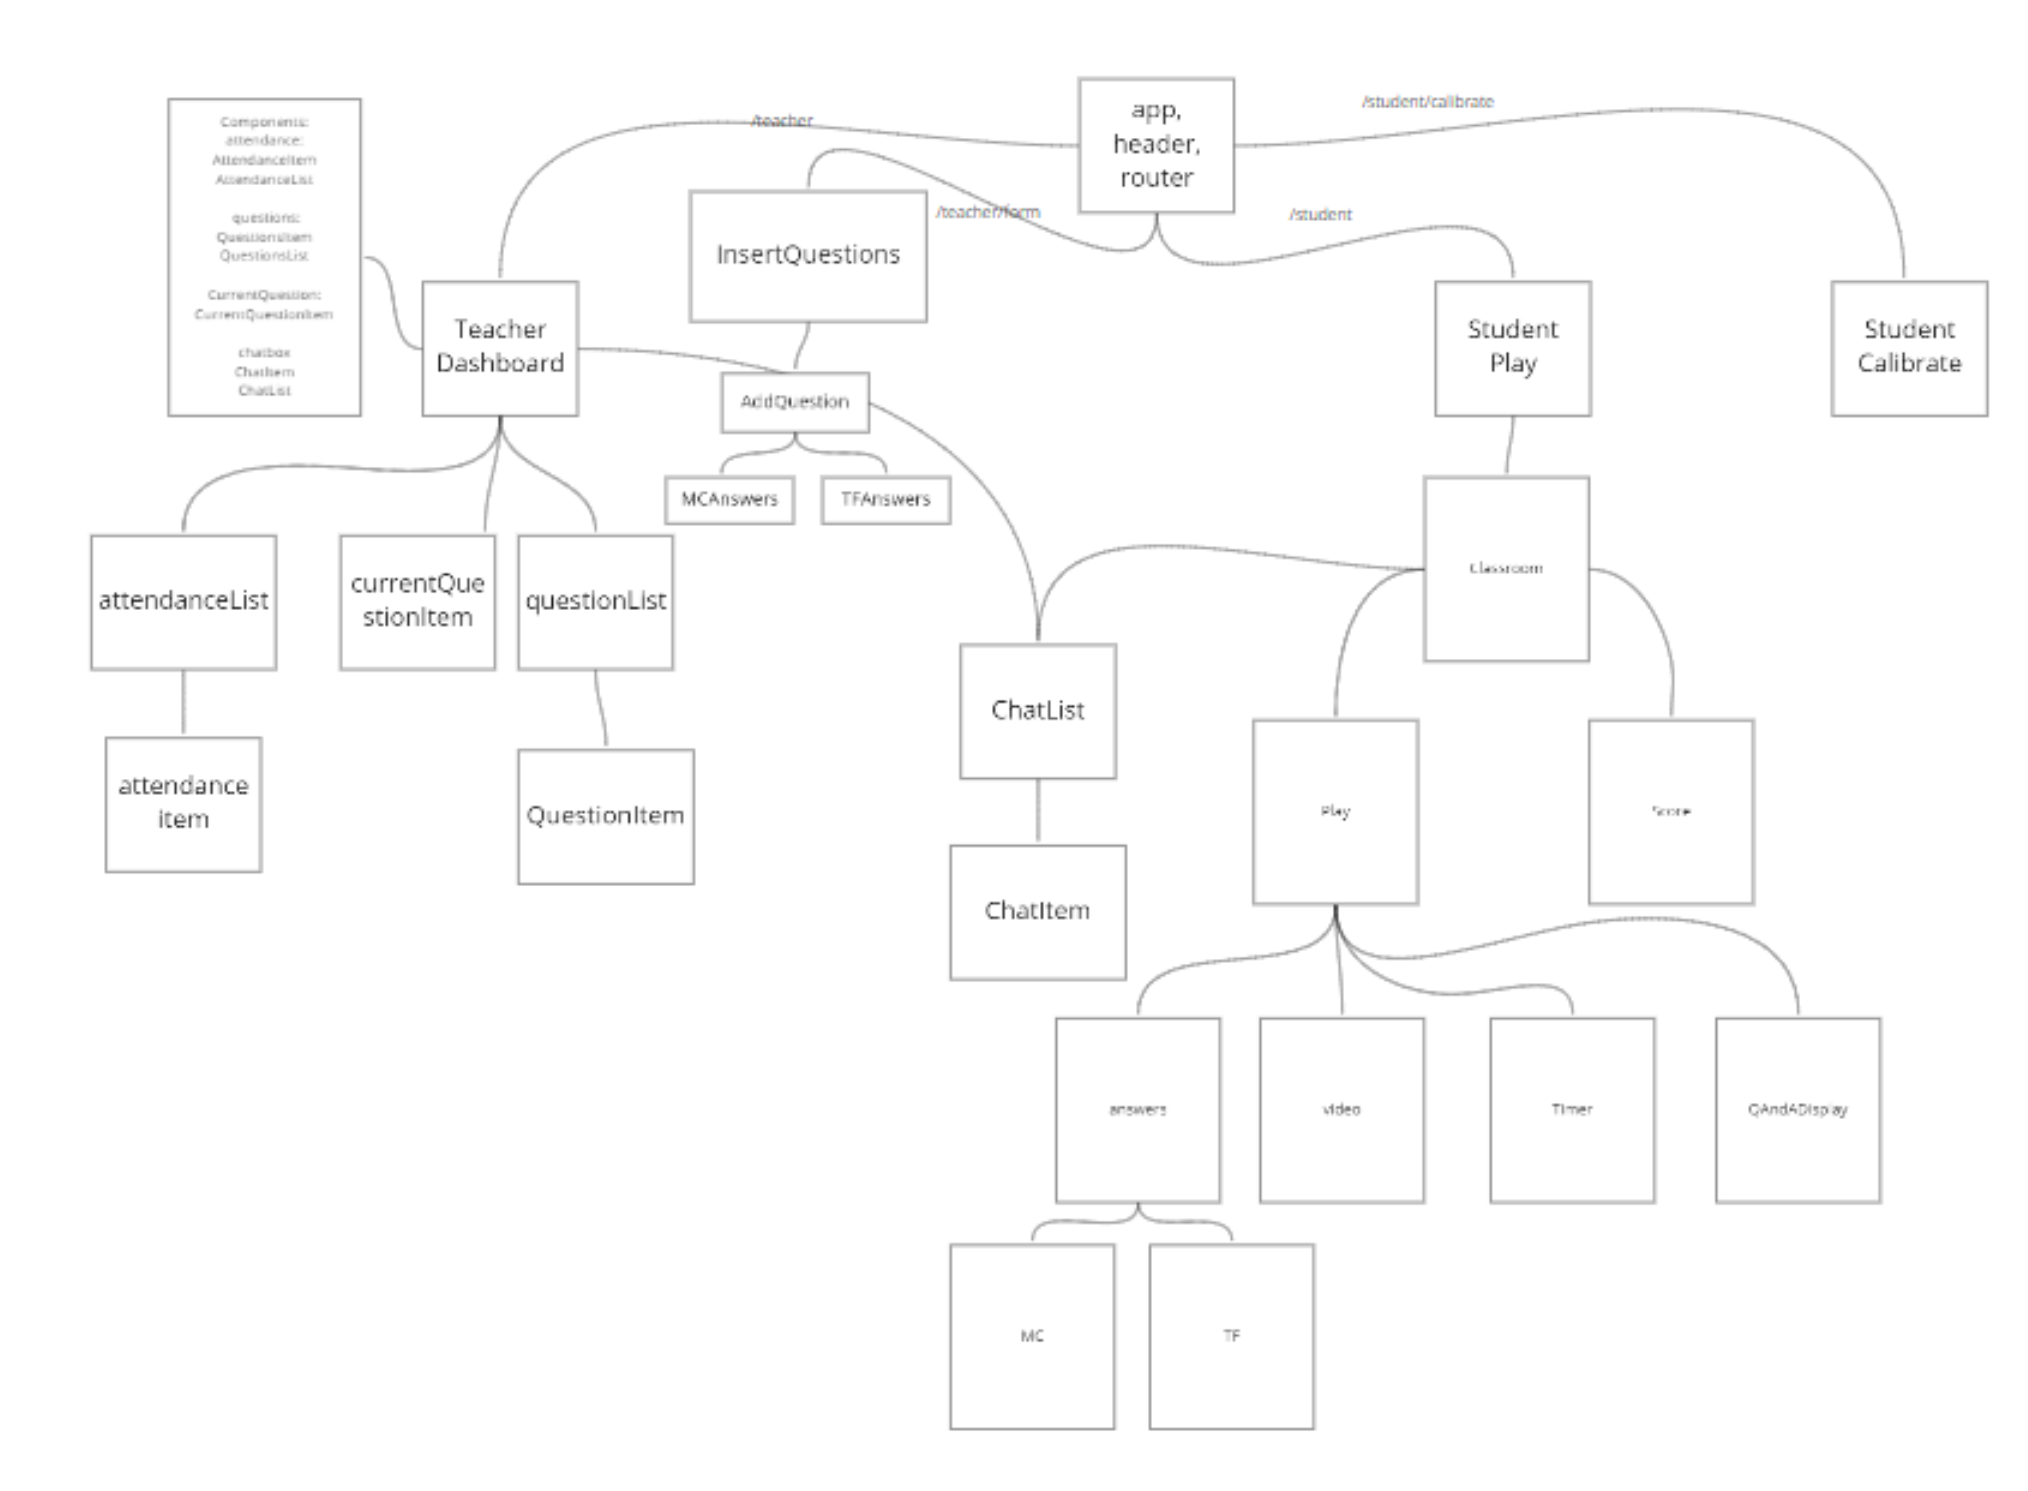 app,
header,
router
/teacher
/teacher/form
/student
/student/calibrate
Components:
attendance:
AttendanceItem
AttendanceList
questions:
QuestionsItem
QuestionsList
CurrentQuestion:
CurrentQuestionItem
chatbox
ChatItem
ChatList
Teacher
Dashboard
InsertQuestions
Student
Play
Student
Calibrate
AddQuestion
MCAnswers
TFAnswers
Classroom
attendanceList
currentQue
stionItem
questionList
ChatList
attendance
item
QuestionItem
Play
Score
ChatItem
answers
video
Timer
QAndADisplay
MC
TF